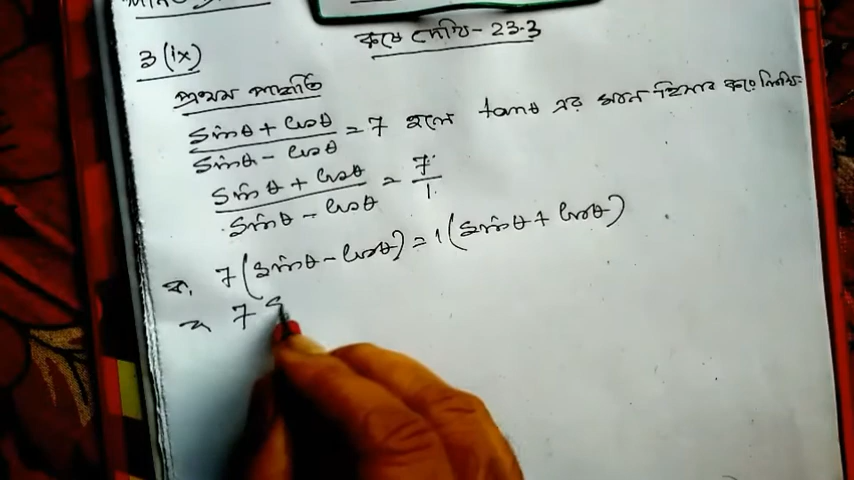 কষে দেখি - 23.3
3(ix)
প্রথম পদ্ধতি
sinθ + cosθ / sinθ - cosθ = 7 হলে tanθ এর মান হিসাব করে লিখি
sinθ + cosθ / sinθ - cosθ = 7/1
বা, 7(sinθ - cosθ) = 1(sinθ + cosθ)
বা 7